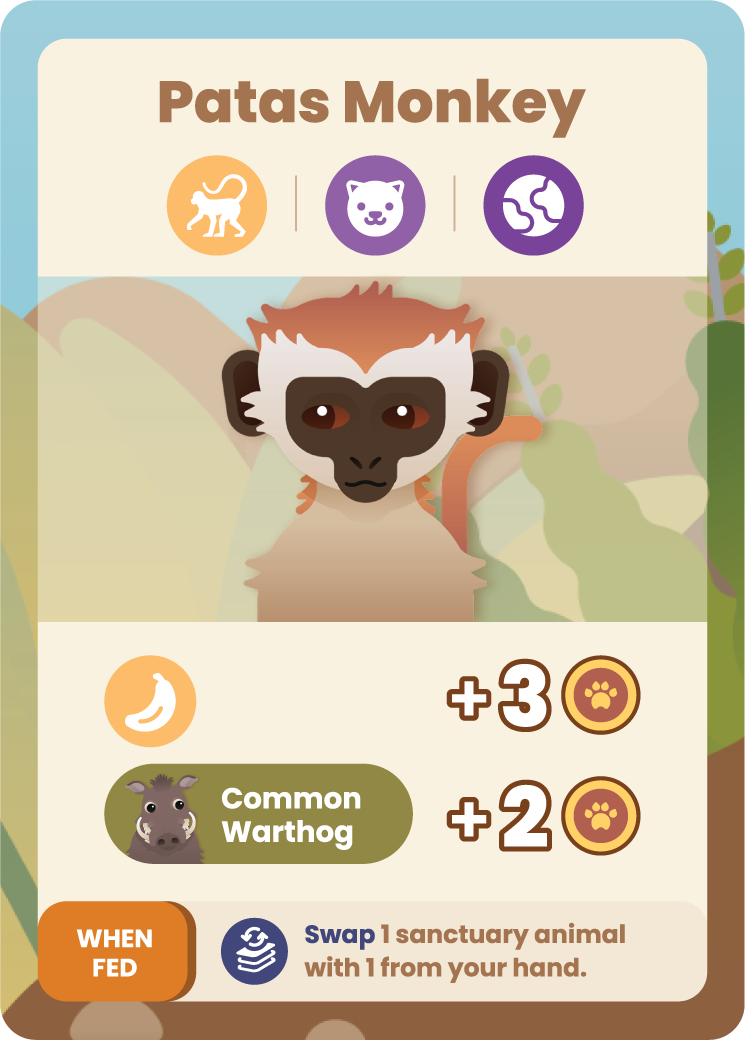 Patas Monkey
+3
Common
Warthog
+2
WHEN
FED
Swap 1 sanctuary animal
with 1 from your hand.